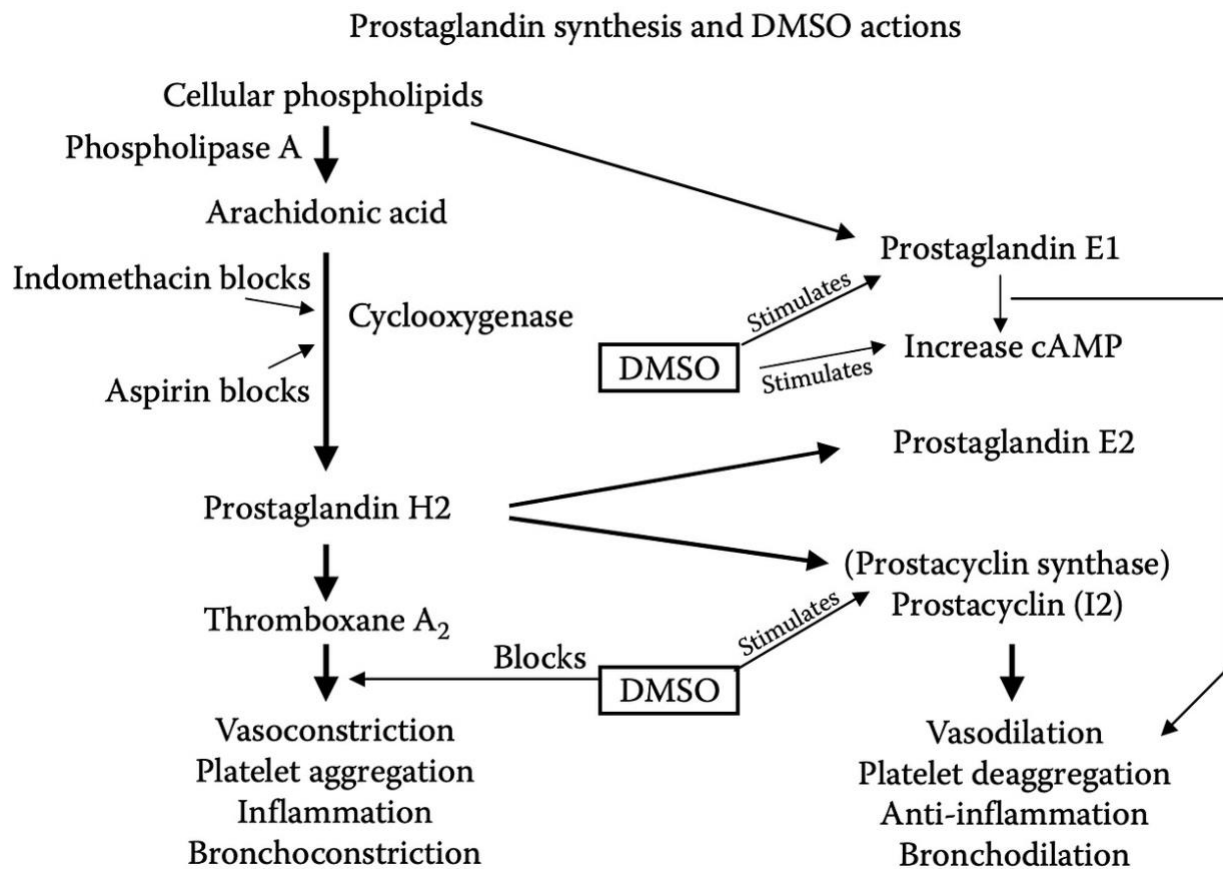 Prostaglandin synthesis and DMSO actions
Cellular phospholipids
Phospholipase A
Arachidonic acid
Indomethacin blocks
Cyclooxygenase
Aspirin blocks
Prostaglandin H2
Thromboxane A₂
Blocks
Vasoconstriction
Platelet aggregation
Inflammation
Bronchoconstriction
Prostaglandin E1
Stimulates
DMSO
Stimulates
Increase cAMP
Prostaglandin E2
(Prostacyclin synthase)
Prostacyclin (I2)
Stimulates
DMSO
Vasodilation
Platelet deaggregation
Anti-inflammation
Bronchodilation